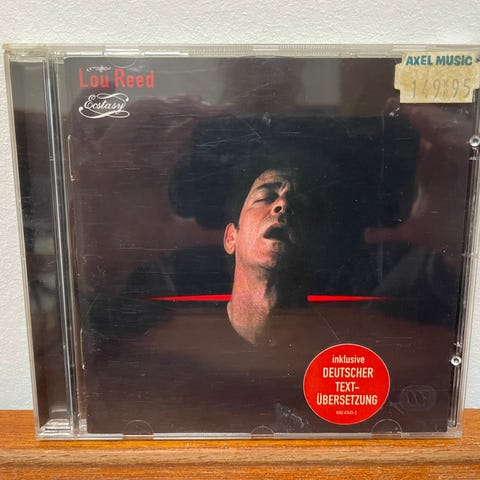 Lou Reed
Ecstasy
AXEL MUSIC
149.95
inklusive
DEUTSCHER
TEXT-
ÜBERSETZUNG